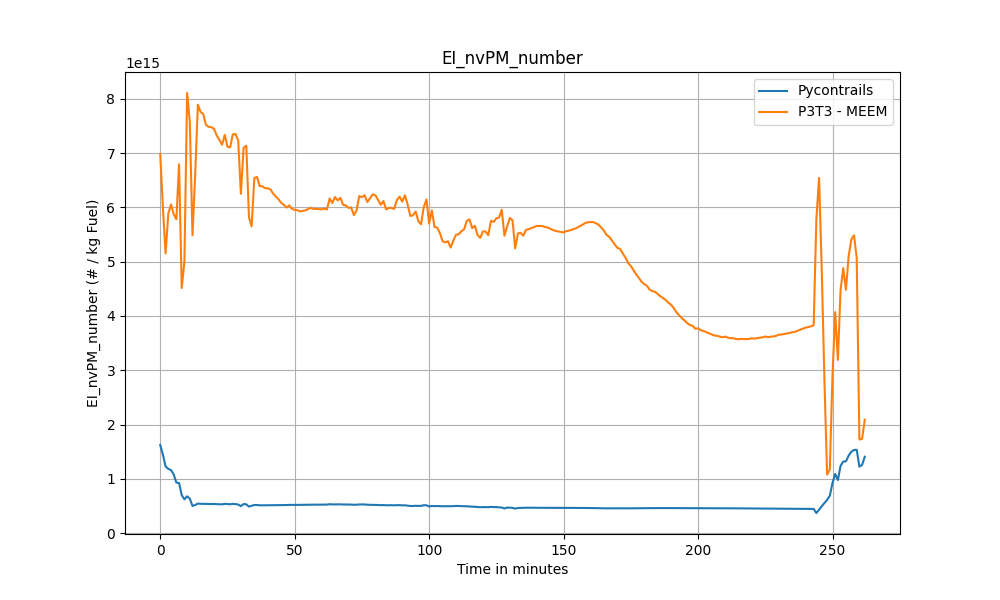 EI_nvPM_number
1e15
Pycontrails
P3T3 - MEEM
8
7
6
5
4
3
2
1
0
EI_nvPM_number (# / kg Fuel)
0 50 100 150 200 250
Time in minutes